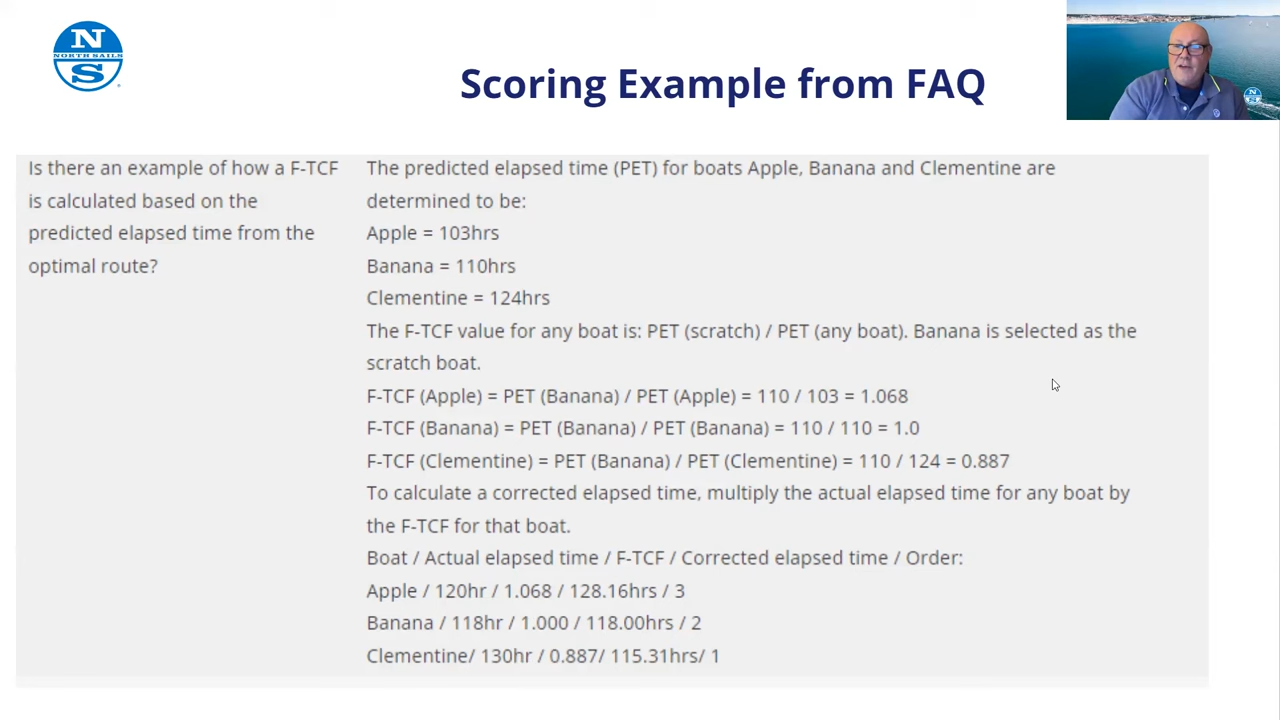 N
NORTH SAILS
S
Scoring Example from FAQ
Is there an example of how a F-TCF
is calculated based on the
predicted elapsed time from the
optimal route?
The predicted elapsed time (PET) for boats Apple, Banana and Clementine are
determined to be:
Apple = 103hrs
Banana = 110hrs
Clementine = 124hrs
The F-TCF value for any boat is: PET (scratch) / PET (any boat). Banana is selected as the
scratch boat.
F-TCF (Apple) = PET (Banana) / PET (Apple) = 110 / 103 = 1.068
F-TCF (Banana) = PET (Banana) / PET (Banana) = 110 / 110 = 1.0
F-TCF (Clementine) = PET (Banana) / PET (Clementine) = 110 / 124 = 0.887
To calculate a corrected elapsed time, multiply the actual elapsed time for any boat by
the F-TCF for that boat.
Boat / Actual elapsed time / F-TCF / Corrected elapsed time / Order:
Apple / 120hr / 1.068 / 128.16hrs / 3
Banana / 118hr / 1.000 / 118.00hrs / 2
Clementine/ 130hr / 0.887/ 115.31hrs/ 1